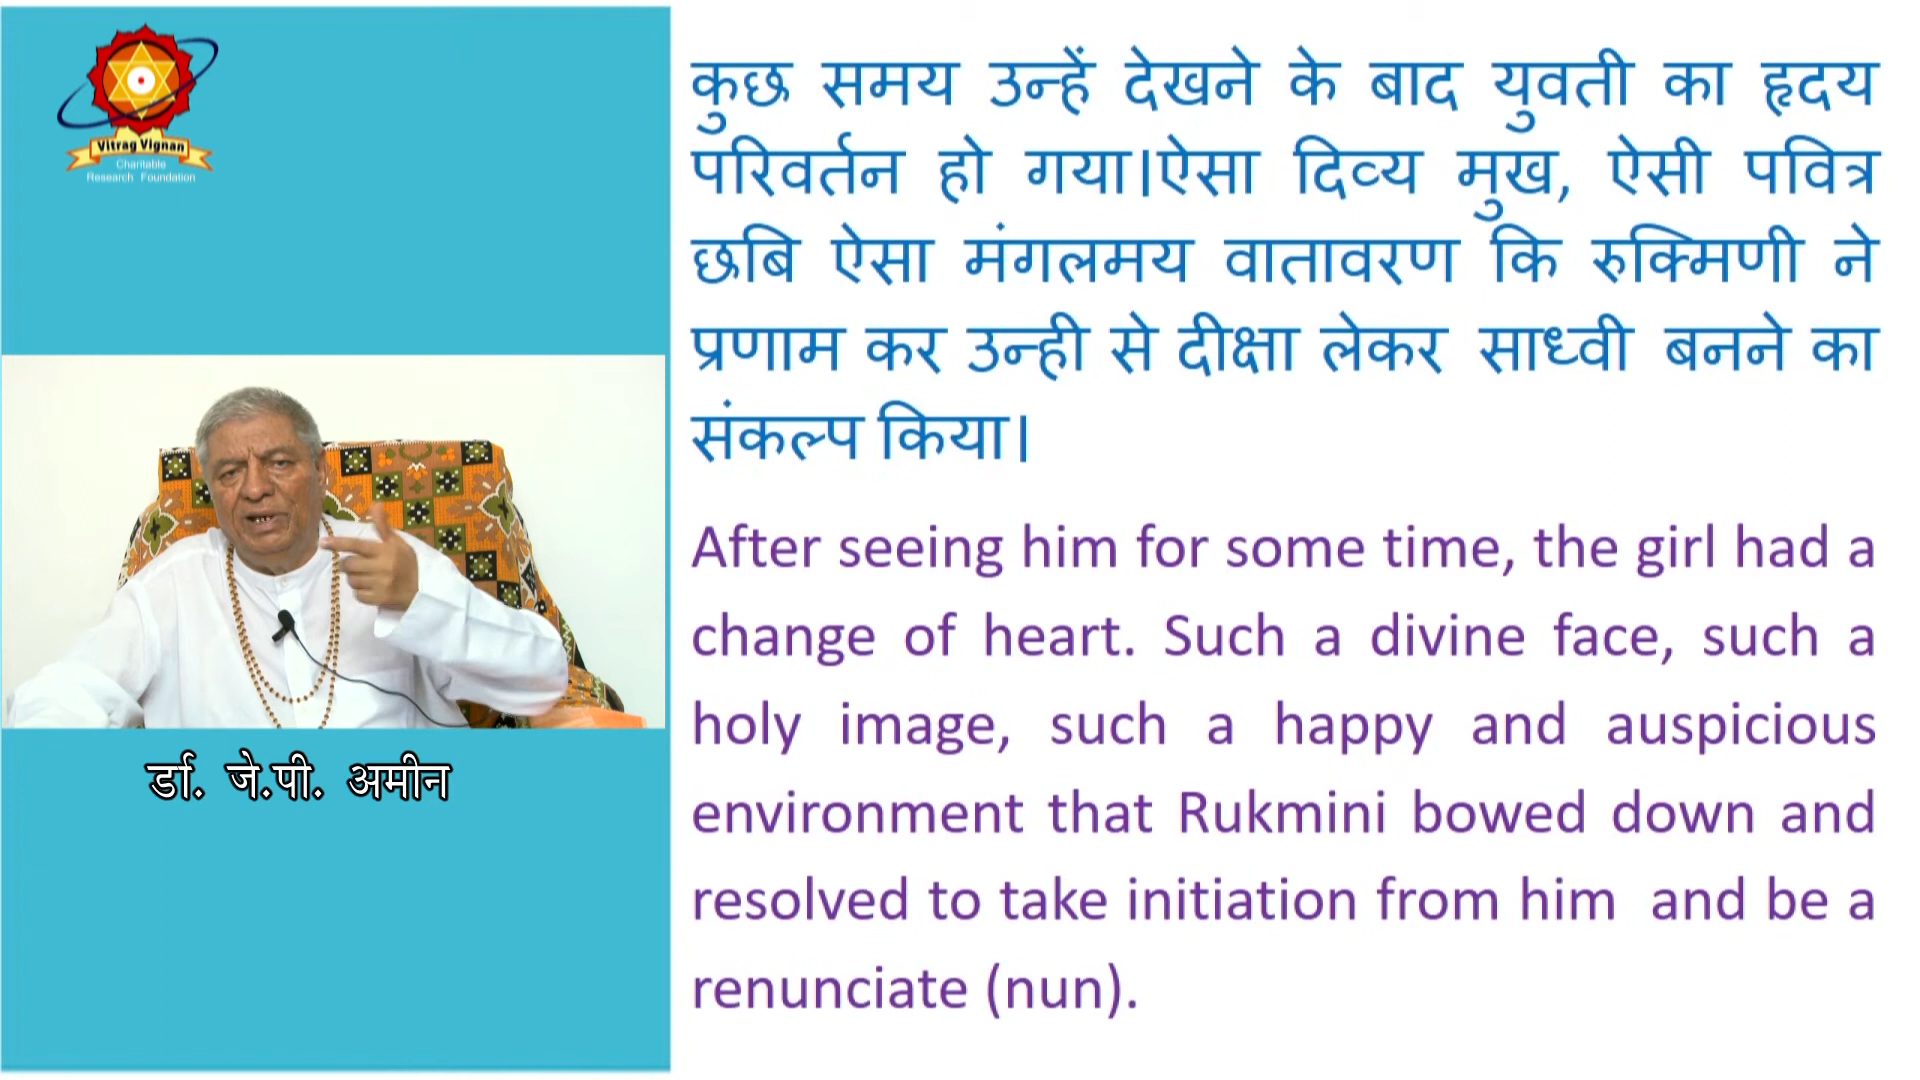 Vitrag Vignan
Charitable
Research Foundation
कुछ समय उन्हें देखने के बाद युवती का हृदय
परिवर्तन हो गया।ऐसा दिव्य मुख, ऐसी पवित्र
छबि ऐसा मंगलमय वातावरण कि रुक्मिणी ने
प्रणाम कर उन्ही से दीक्षा लेकर साध्वी बनने का
संकल्प किया।
After seeing him for some time, the girl had a
change of heart. Such a divine face, such a
holy image, such a happy and auspicious
environment that Rukmini bowed down and
resolved to take initiation from him and be a
renunciate (nun).
र्डा. जे.पी. अमीन